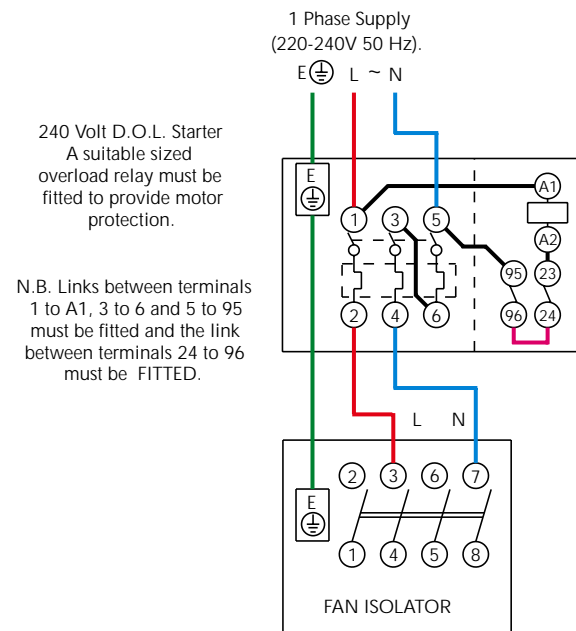 1 Phase Supply
(220-240V 50 Hz).
E L ~ N
240 Volt D.O.L. Starter
A suitable sized
overload relay must be
fitted to provide motor
protection.
N.B. Links between terminals
1 to A1, 3 to 6 and 5 to 95
must be fitted and the link
between terminals 24 to 96
must be FITTED.
E
A1
1 3 5
A2
95 23
2 4 6 96 24
L N
2 3 6 7
E
1 4 5 8
FAN ISOLATOR